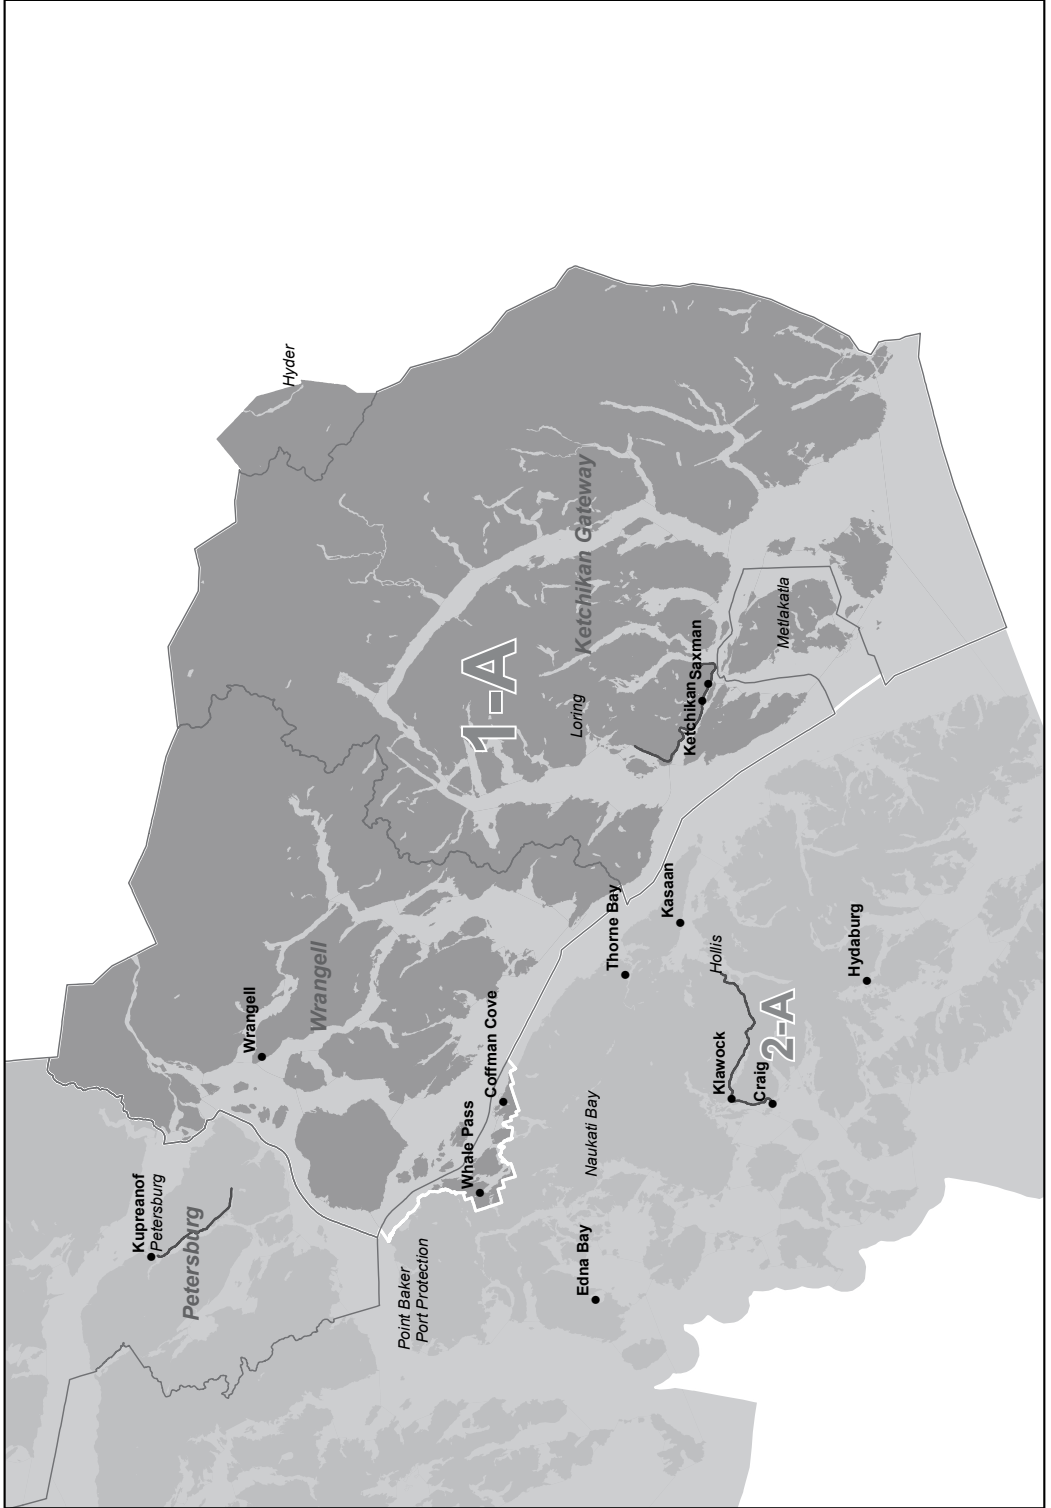 Hyder
Ketchikan Gateway
1-A
Loring
Ketchikan
Saxman
Metlakatla
Wrangell
Wrangell
Coffman Cove
Whale Pass
Kupreanof
Petersburg
Petersburg
Point Baker
Port Protection
Thorne Bay
Kasaan
Hollis
Hydaburg
Klawock
Craig
2-A
Naukati Bay
Edna Bay